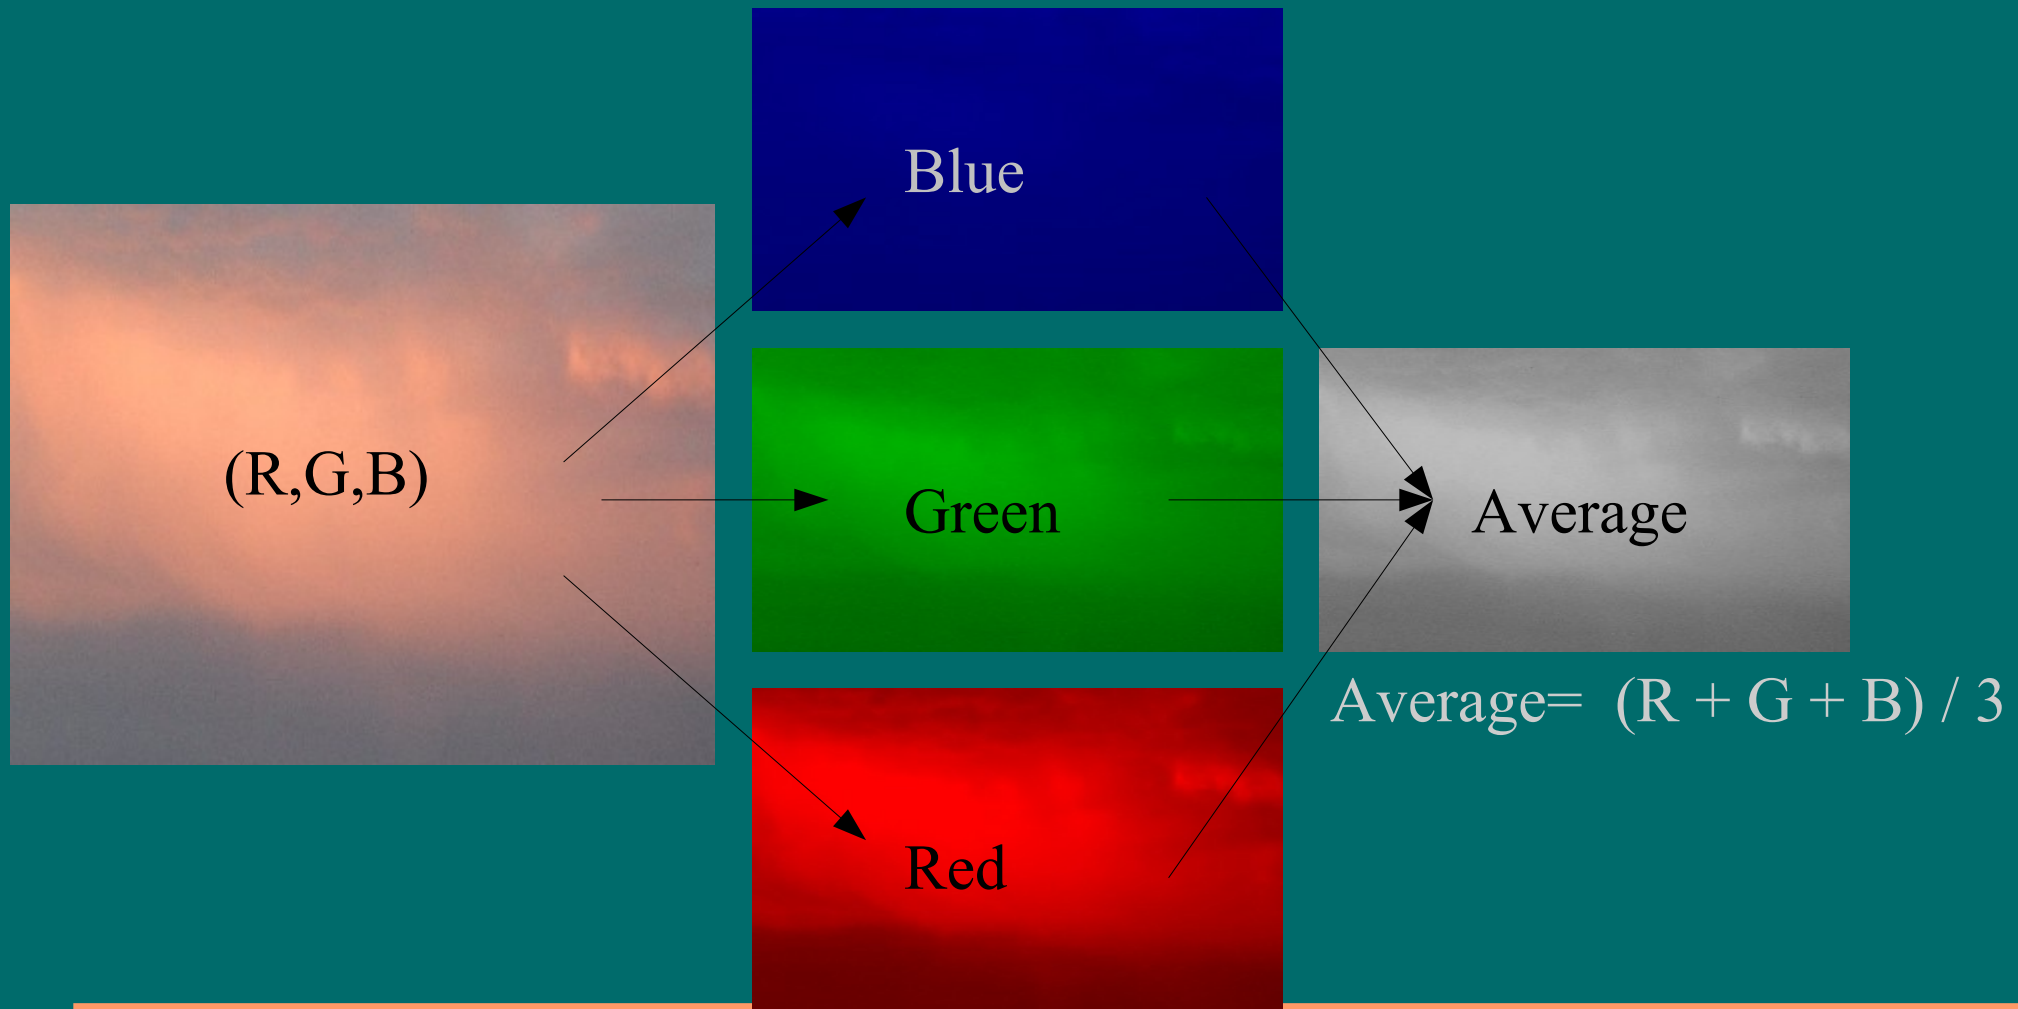 Blue
(R,G,B)
Green
Average
Average= (R + G + B) / 3
Red